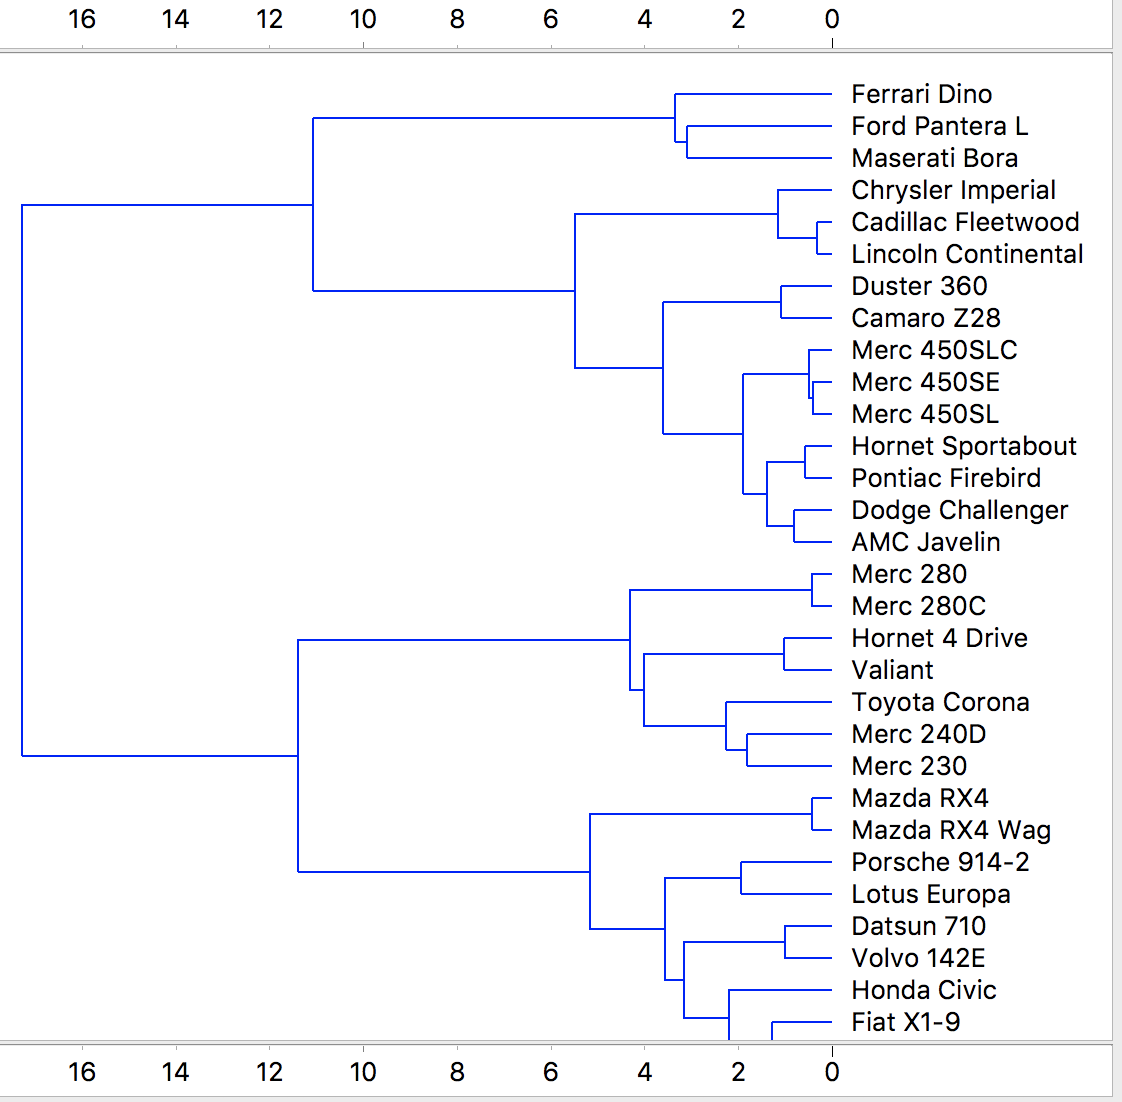 16 14 12 10 8 6 4 2 0
Ferrari Dino
Ford Pantera L
Maserati Bora
Chrysler Imperial
Cadillac Fleetwood
Lincoln Continental
Duster 360
Camaro Z28
Merc 450SLC
Merc 450SE
Merc 450SL
Hornet Sportabout
Pontiac Firebird
Dodge Challenger
AMC Javelin
Merc 280
Merc 280C
Hornet 4 Drive
Valiant
Toyota Corona
Merc 240D
Merc 230
Mazda RX4
Mazda RX4 Wag
Porsche 914-2
Lotus Europa
Datsun 710
Volvo 142E
Honda Civic
Fiat X1-9
16 14 12 10 8 6 4 2 0